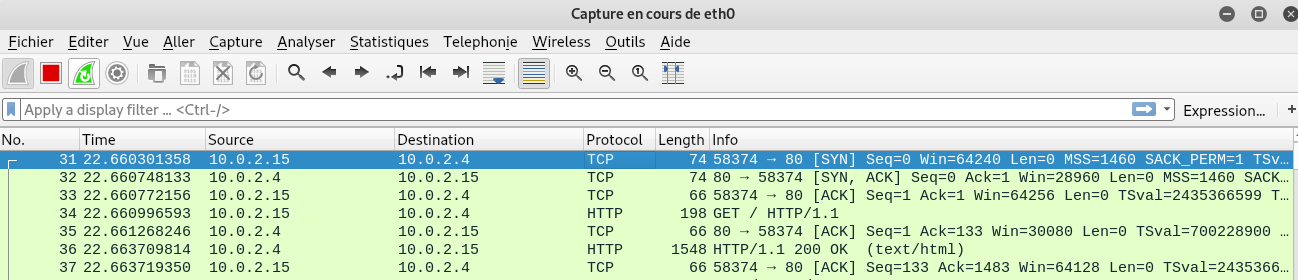 Capture en cours de eth0
Fichier Editer Vue Aller Capture Analyser Statistiques Telephonie Wireless Outils Aide
Apply a display filter ... <Ctrl-/> Expression... +
No. Time Source Destination Protocol Length Info
31 22.660301358 10.0.2.15 10.0.2.4 TCP 74 58374 → 80 [SYN] Seq=0 Win=64240 Len=0 MSS=1460 SACK_PERM=1 TSv…
32 22.660748133 10.0.2.4 10.0.2.15 TCP 74 80 → 58374 [SYN, ACK] Seq=0 Ack=1 Win=28960 Len=0 MSS=1460 SACK…
33 22.660772156 10.0.2.15 10.0.2.4 TCP 66 58374 → 80 [ACK] Seq=1 Ack=1 Win=64256 Len=0 TSval=2435366599 T…
34 22.660996593 10.0.2.15 10.0.2.4 HTTP 198 GET / HTTP/1.1
35 22.661268246 10.0.2.4 10.0.2.15 TCP 66 80 → 58374 [ACK] Seq=1 Ack=133 Win=30080 Len=0 TSval=700228900 …
36 22.663709814 10.0.2.4 10.0.2.15 HTTP 1548 HTTP/1.1 200 OK (text/html)
37 22.663719350 10.0.2.15 10.0.2.4 TCP 66 58374 → 80 [ACK] Seq=133 Ack=1483 Win=64128 Len=0 TSval=2435366…